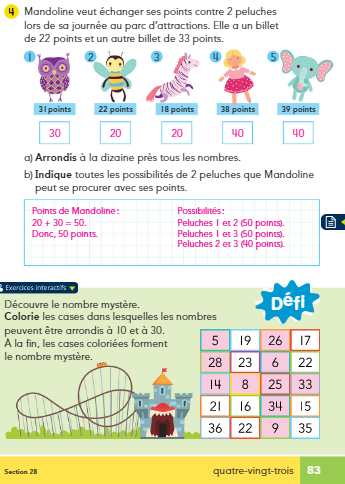 4 Mandoline veut échanger ses points contre 2 peluches
lors de sa journée au parc d'attractions. Elle a un billet
de 22 points et un autre billet de 33 points.
1 2 3 4 5
31 points 22 points 18 points 38 points 39 points
30 20 20 40 40
a) Arrondis à la dizaine près tous les nombres.
b) Indique toutes les possibilités de 2 peluches que Mandoline
peut se procurer avec ses points.
Points de Mandoline :
20 + 30 = 50.
Donc, 50 points.
Possibilités :
Peluches 1 et 2 (50 points).
Peluches 1 et 3 (50 points).
Peluches 2 et 3 (40 points).
Exercices interactifs
Défi
Découvre le nombre mystère.
Colorie les cases dans lesquelles les nombres
peuvent être arrondis à 10 et à 30.
À la fin, les cases coloriées forment
le nombre mystère.
5 19 26 17
28 23 6 22
14 8 25 33
21 16 34 15
36 22 9 35
Section 28
quatre-vingt-trois 83